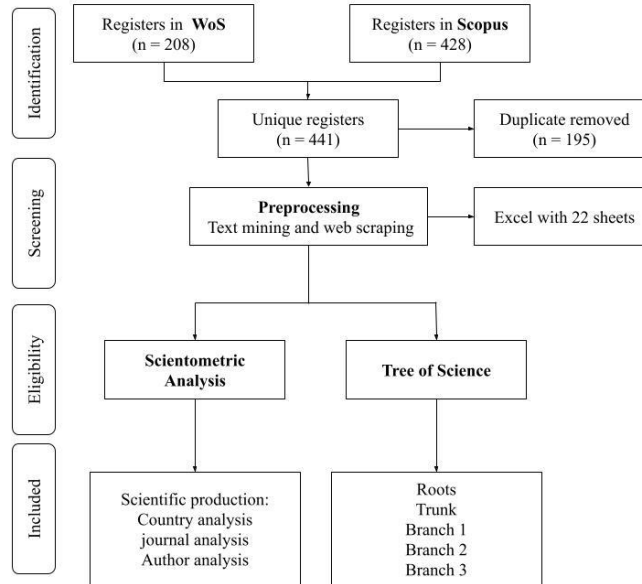 Identification
Registers in WoS
(n = 208)
Registers in Scopus
(n = 428)
Unique registers
(n = 441)
Duplicate removed
(n = 195)
Screening
Preprocessing
Text mining and web scraping
Excel with 22 sheets
Eligibility
Scientometric
Analysis
Tree of Science
Included
Scientific production:
Country analysis
journal analysis
Author analysis
Roots
Trunk
Branch 1
Branch 2
Branch 3